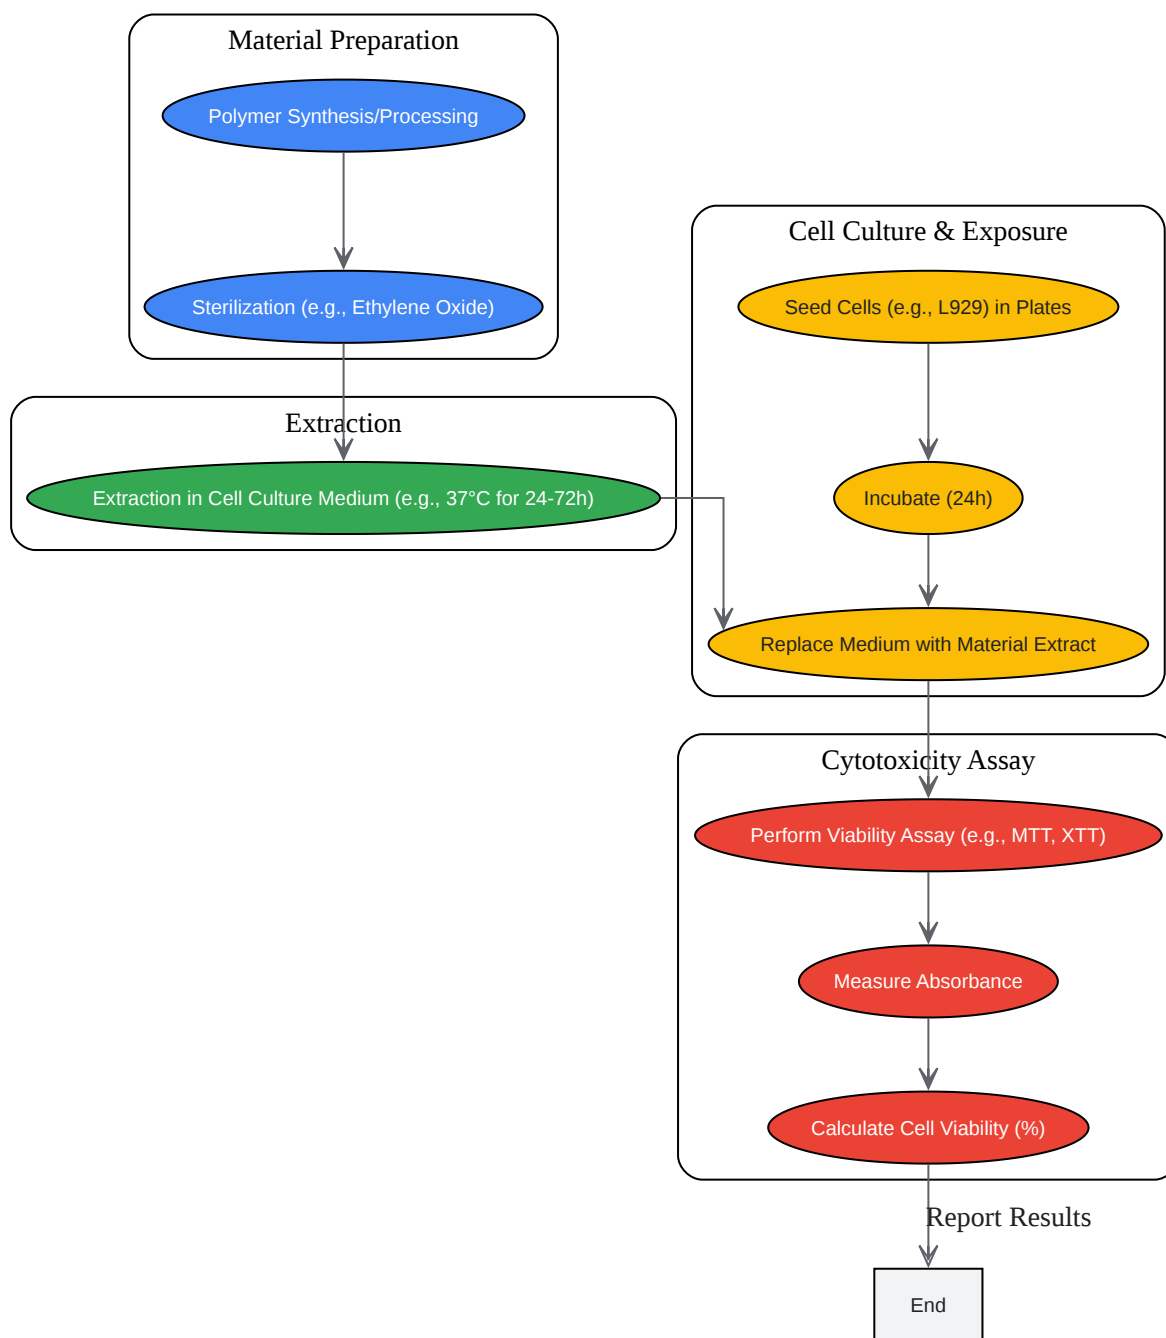 Material Preparation
Polymer Synthesis/Processing
Sterilization (e.g., Ethylene Oxide)
Extraction
Extraction in Cell Culture Medium (e.g., 37°C for 24-72h)
Cell Culture & Exposure
Seed Cells (e.g., L929) in Plates
Incubate (24h)
Replace Medium with Material Extract
Cytotoxicity Assay
Perform Viability Assay (e.g., MTT, XTT)
Measure Absorbance
Calculate Cell Viability (%)
Report Results
End